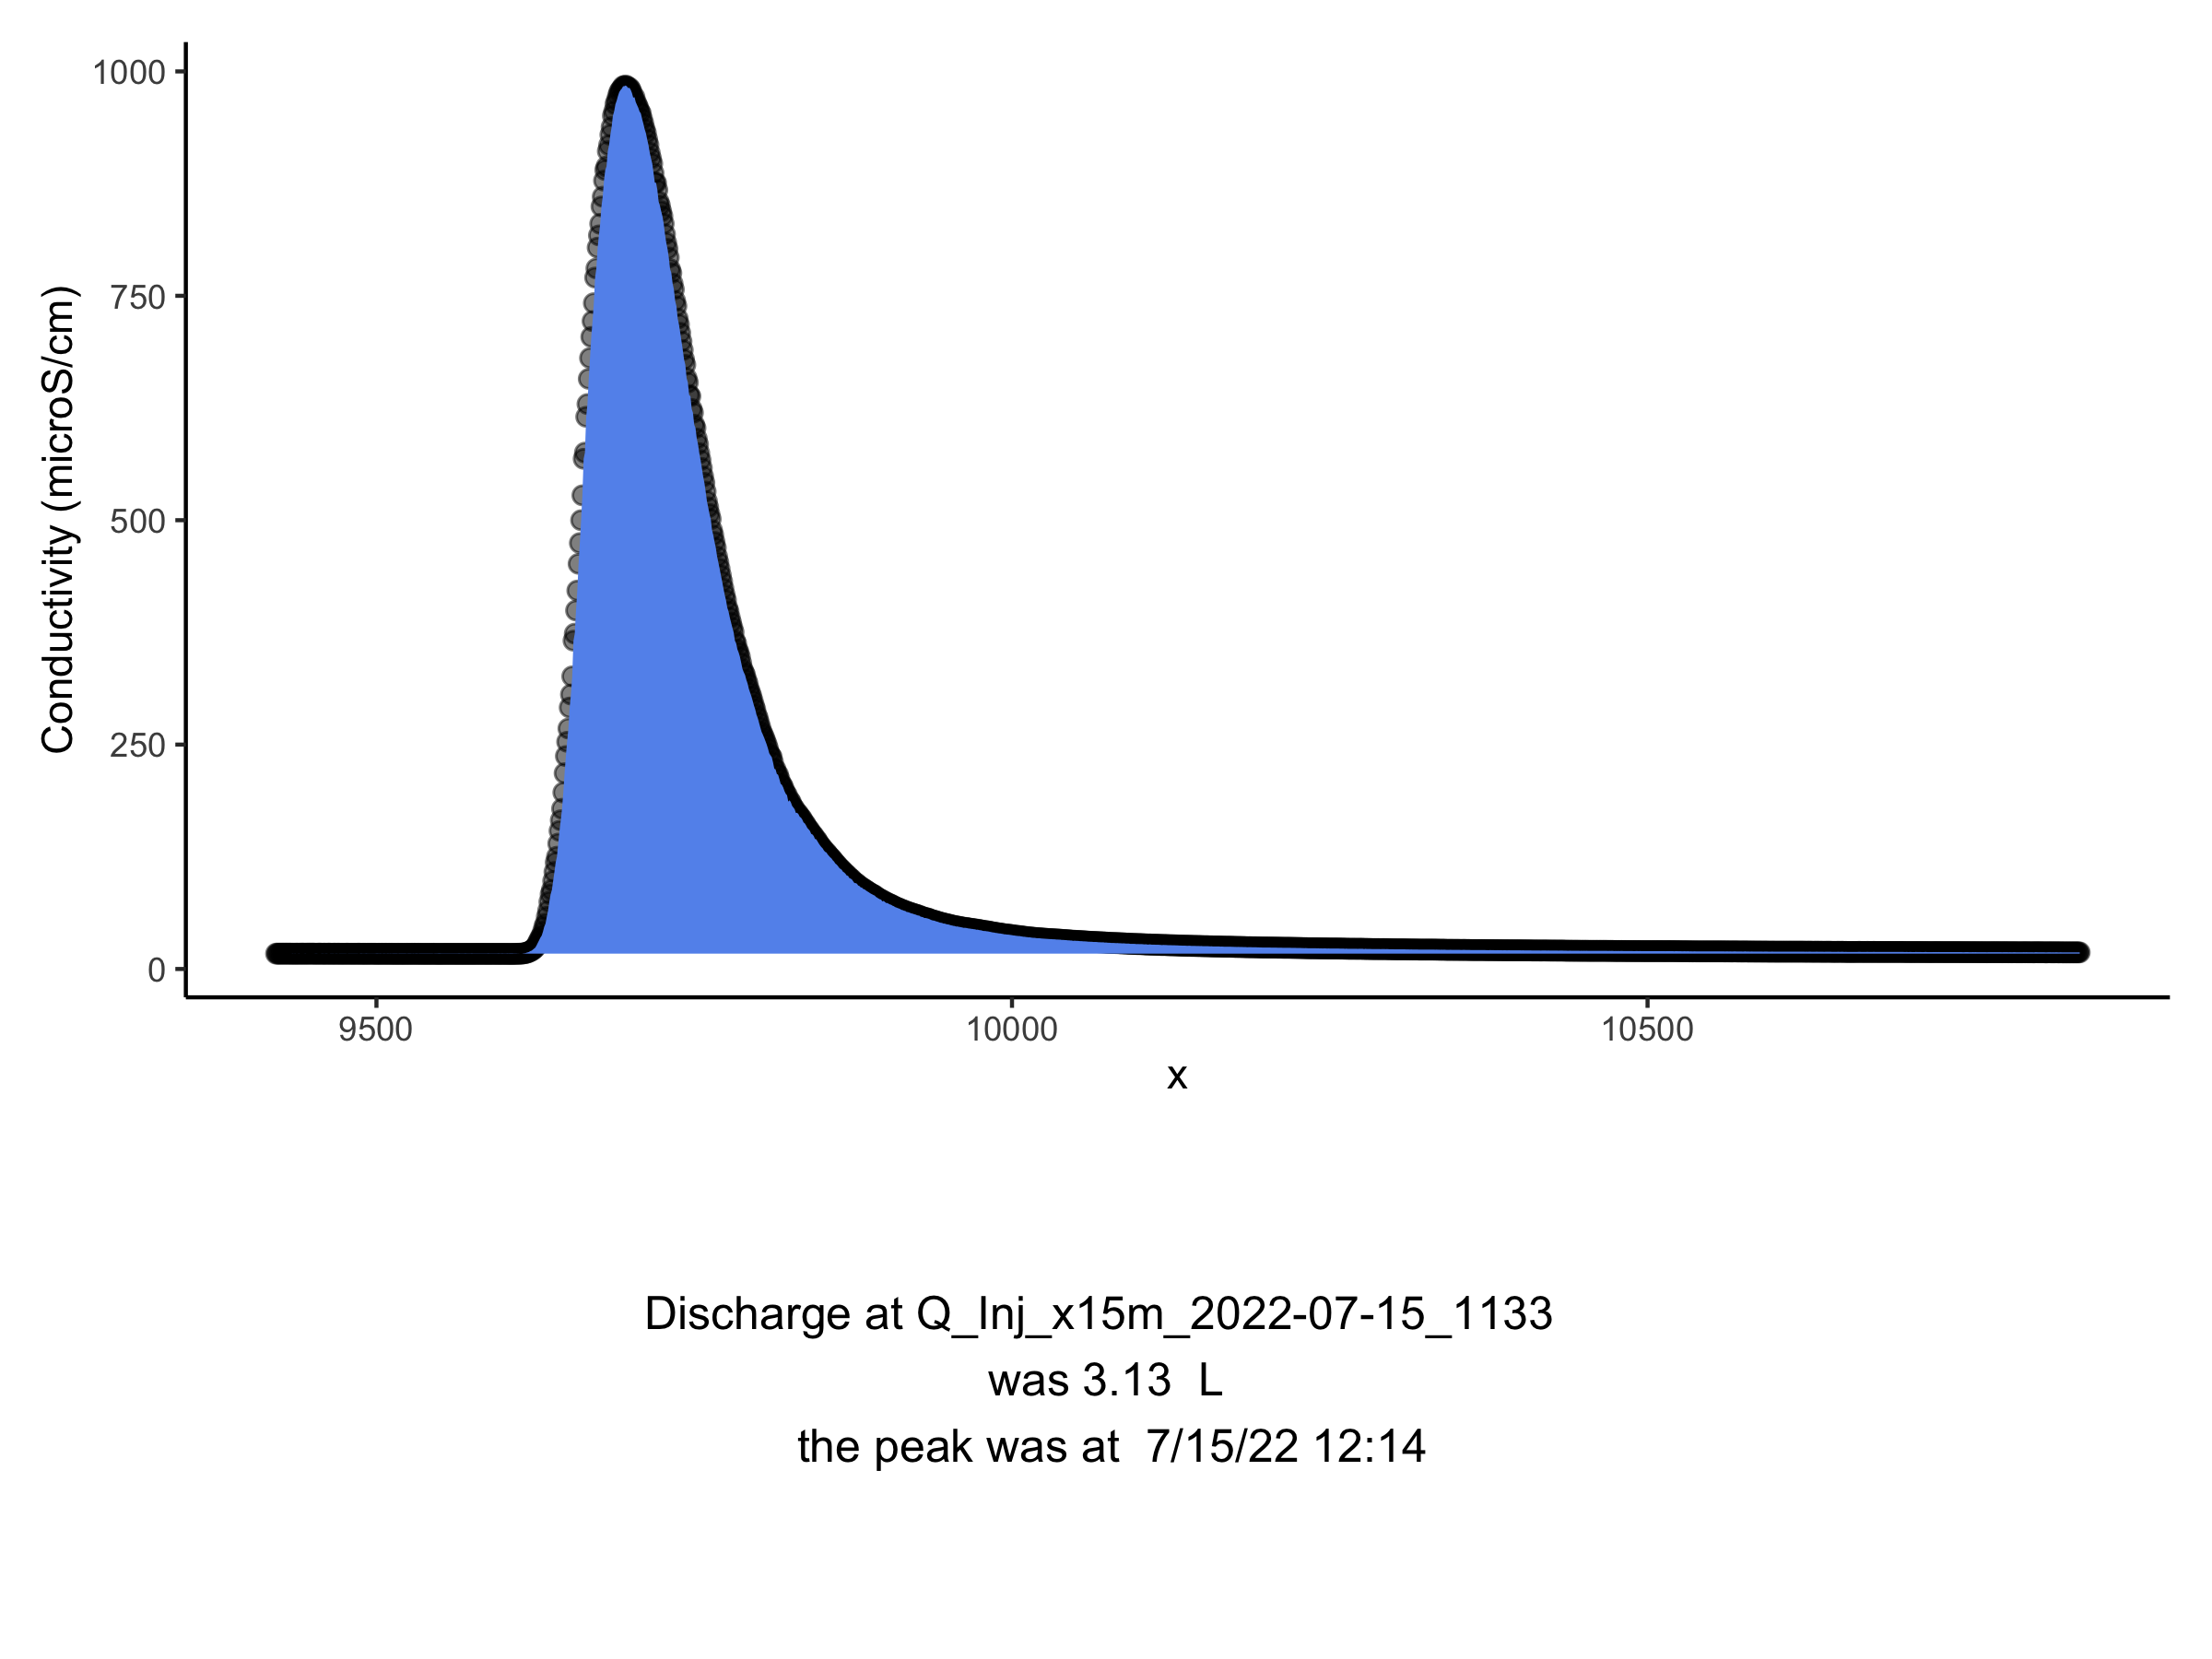 1000
750
500
250
0
Conductivity (microS/cm)
9500 10000 10500
x
Discharge at Q_Inj_x15m_2022-07-15_1133
was 3.13 L
the peak was at 7/15/22 12:14